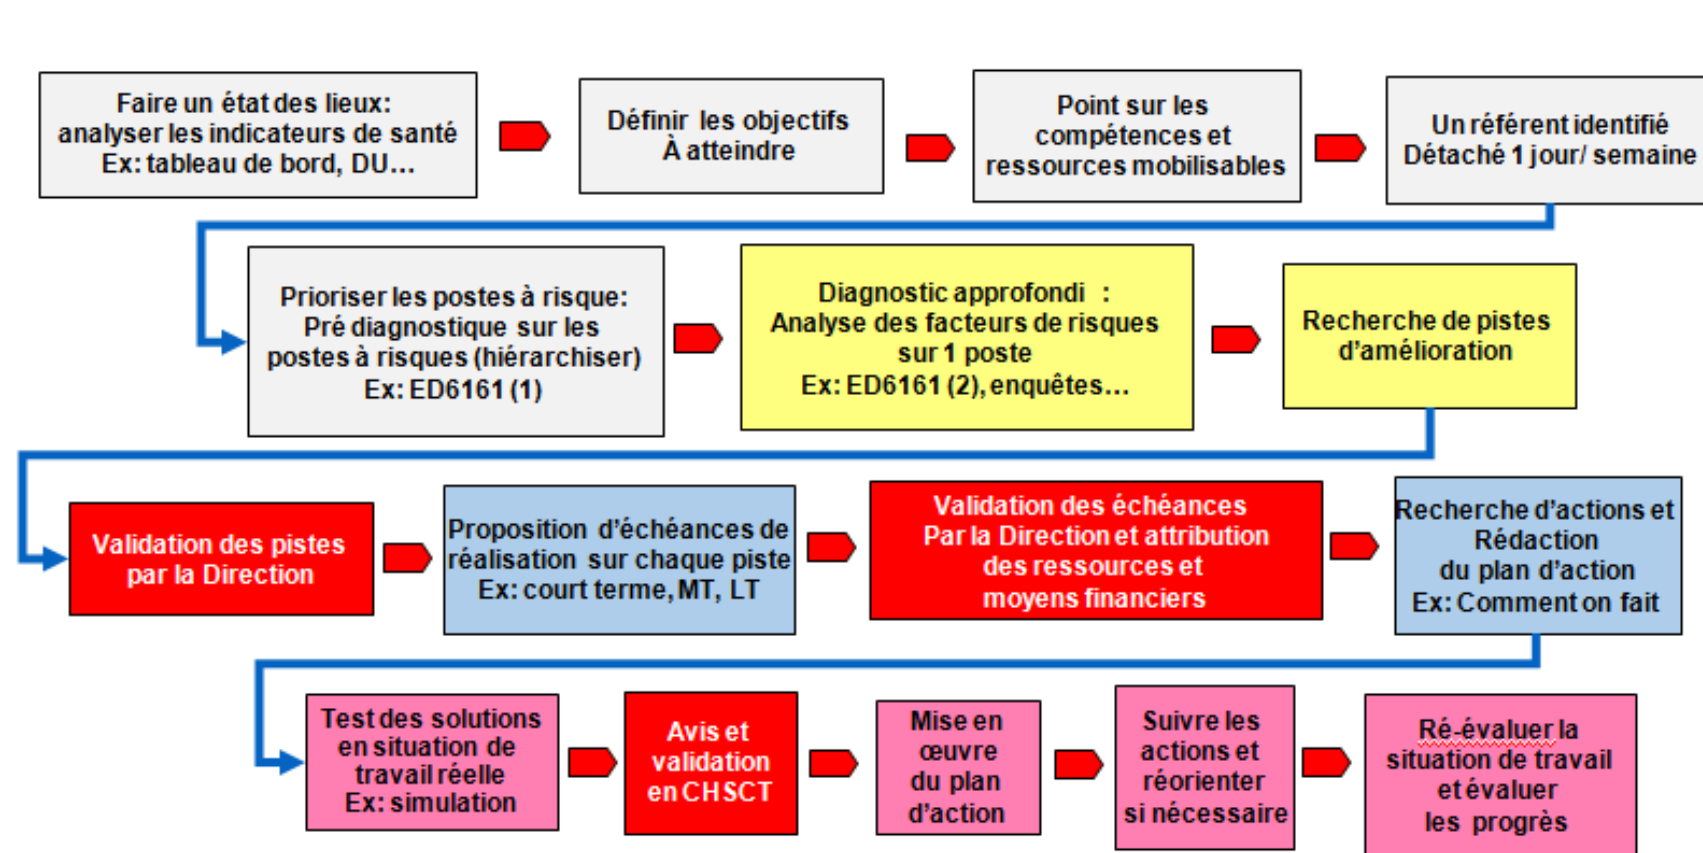 Faire un état des lieux:
analyser les indicateurs de santé
Ex: tableau de bord, DU...
Définir les objectifs
À atteindre
Point sur les
compétences et
ressources mobilisables
Un référent identifié
Détaché 1 jour/ semaine
Prioriser les postes à risque:
Pré diagnostique sur les
postes à risques (hiérarchiser)
Ex: ED6161 (1)
Diagnostic approfondi :
Analyse des facteurs de risques
sur 1 poste
Ex: ED6161 (2), enquêtes...
Recherche de pistes
d'amélioration
Validation des pistes
par la Direction
Proposition d'échéances de
réalisation sur chaque piste
Ex: court terme, MT, LT
Validation des échéances
Par la Direction et attribution
des ressources et
moyens financiers
Recherche d'actions et
Rédaction
du plan d'action
Ex: Comment on fait
Test des solutions
en situation de
travail réelle
Ex: simulation
Avis et
validation
en CHSCT
Mise en
œuvre
du plan
d'action
Suivre les
actions et
réorienter
si nécessaire
Ré-évaluer la
situation de travail
et évaluer
les progrès